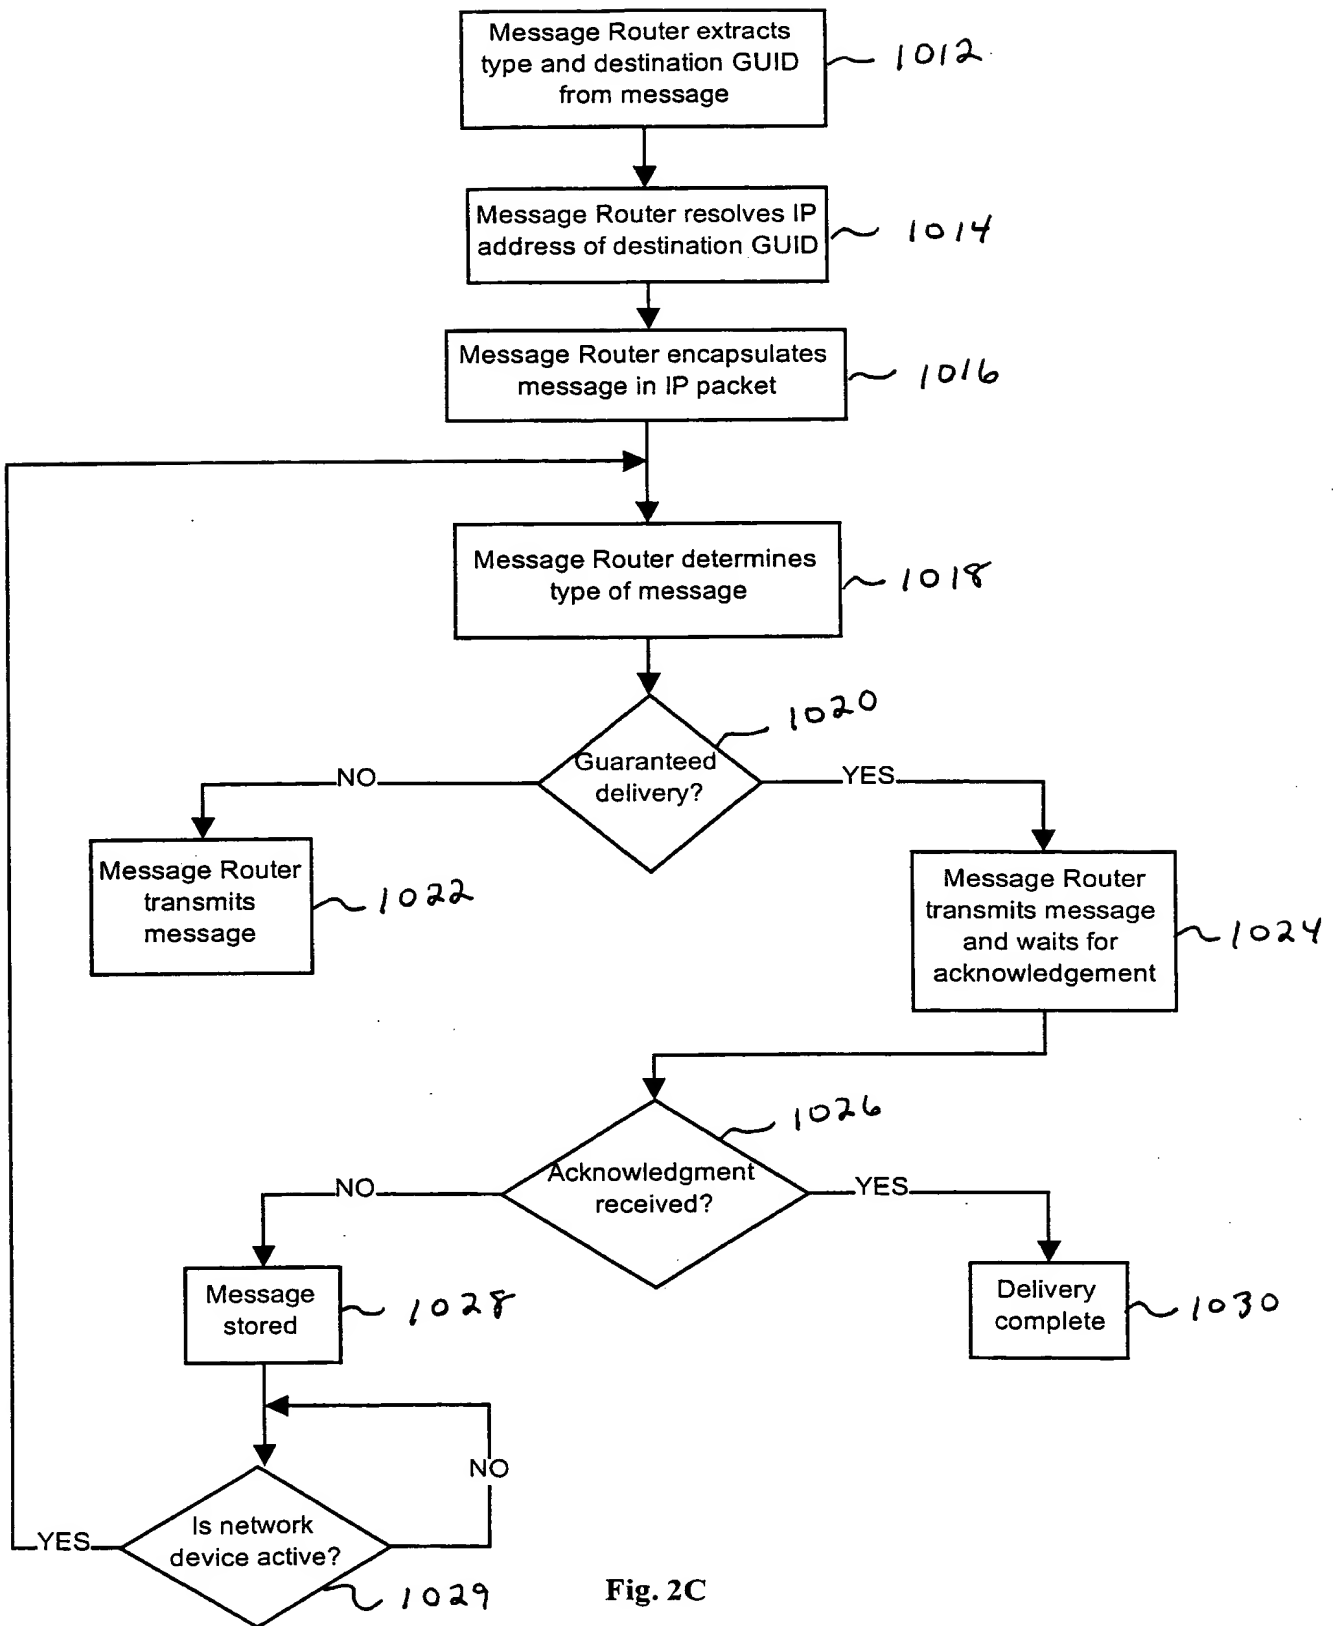 Message Router extracts
type and destination GUID
from message
1012
Message Router resolves IP
address of destination GUID
1014
Message Router encapsulates
message in IP packet
1016
Message Router determines
type of message
1018
1020
Guaranteed
delivery?
NO
YES
Message Router
transmits
message
1022
Message Router
transmits message
and waits for
acknowledgement
1024
1026
Acknowledgment
received?
NO
YES
Message
stored
1028
Delivery
complete
1030
NO
Is network
device active?
YES
1029
Fig. 2C